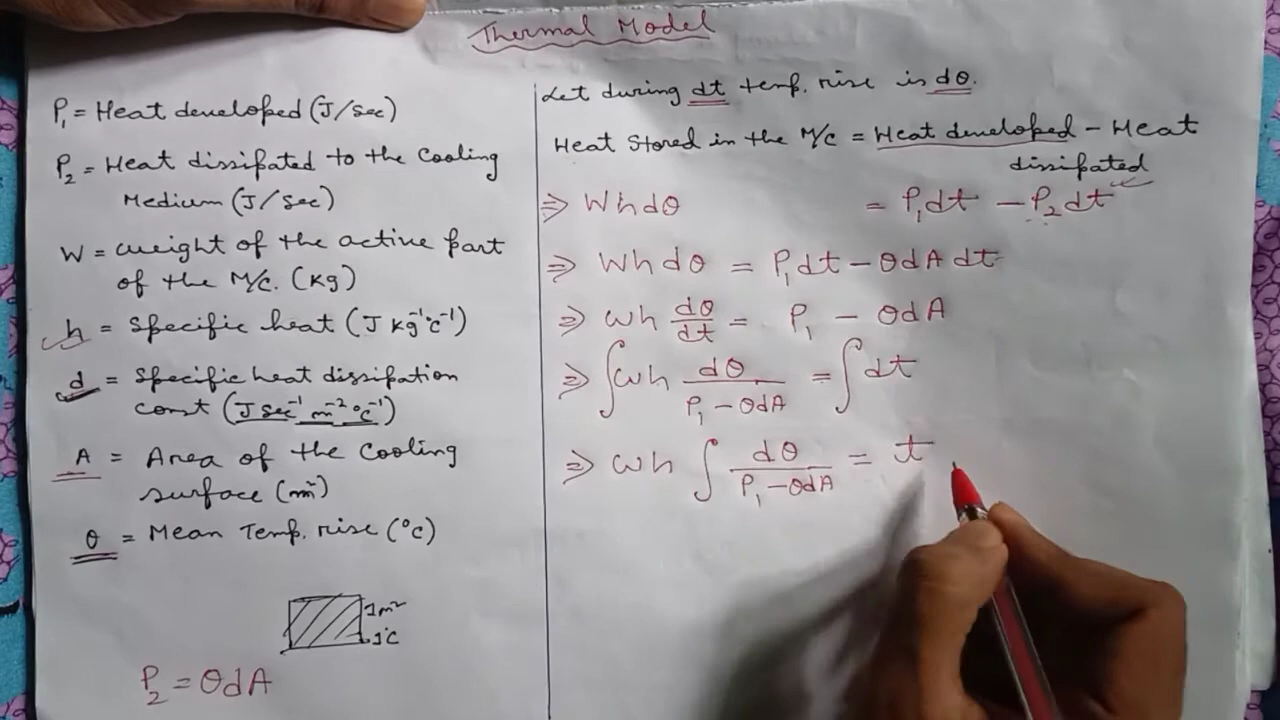 Thermal Model
P₁ = Heat developed (J/sec)
P₂ = Heat dissipated to the cooling
Medium (J/sec)
W = weight of the active part
of the M/c. (Kg)
h = Specific heat (J Kg⁻¹ °C⁻¹)
d = Specific heat dissipation
const (J sec⁻¹ m⁻² °C⁻¹)
A = Area of the cooling
surface (m²)
θ = Mean Temp. rise (°C)
1m²
1°C
P₂ = θdA
Let during dt temp. rise is dθ.
Heat Stored in the M/C = Heat developed - Heat
dissipated
⇒ Whdθ = P₁dt - P₂dt
⇒ Whdθ = P₁dt - θdA dt
⇒ Wh dθ/dt = P₁ - θdA
⇒ ∫Wh dθ/(P₁ - θdA) = ∫dt
⇒ Wh ∫ dθ/(P₁ - θdA) = t